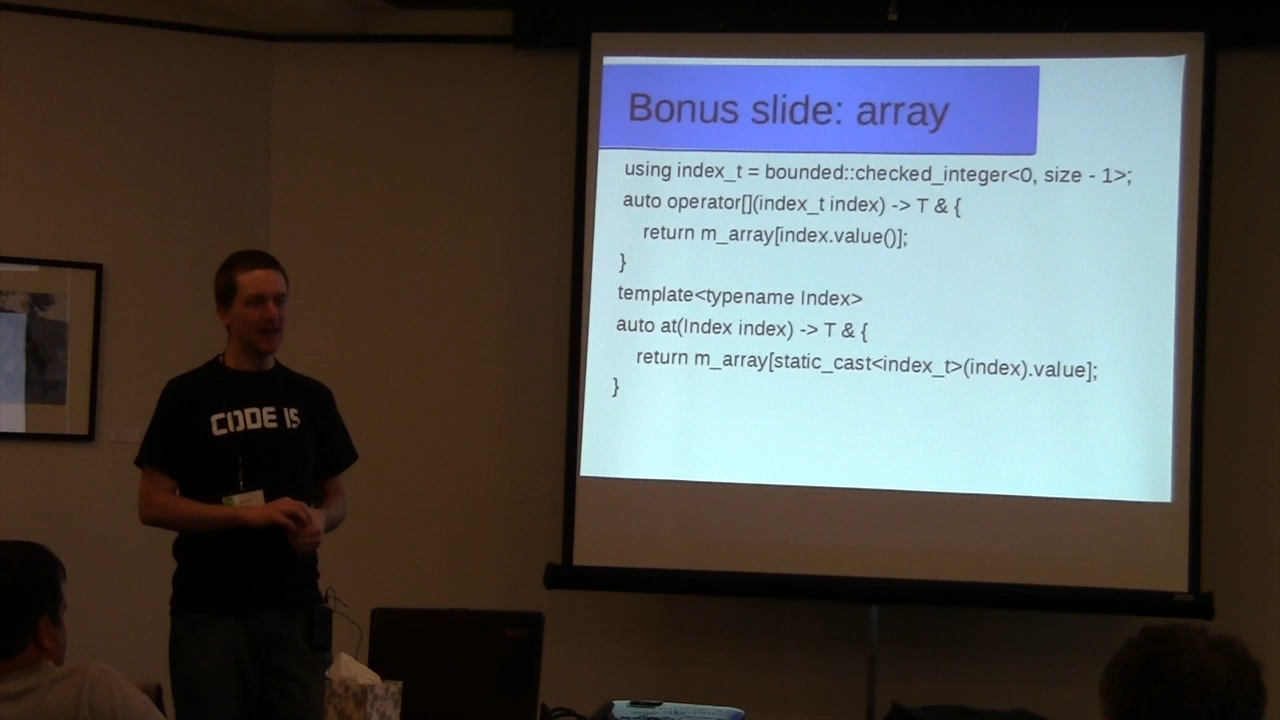 Bonus slide: array
using index_t = bounded::checked_integer<0, size - 1>;
auto operator[](index_t index) -> T & {
return m_array[index.value()];
}
template<typename Index>
auto at(Index index) -> T & {
return m_array[static_cast<index_t>(index).value];
}
CODE IS